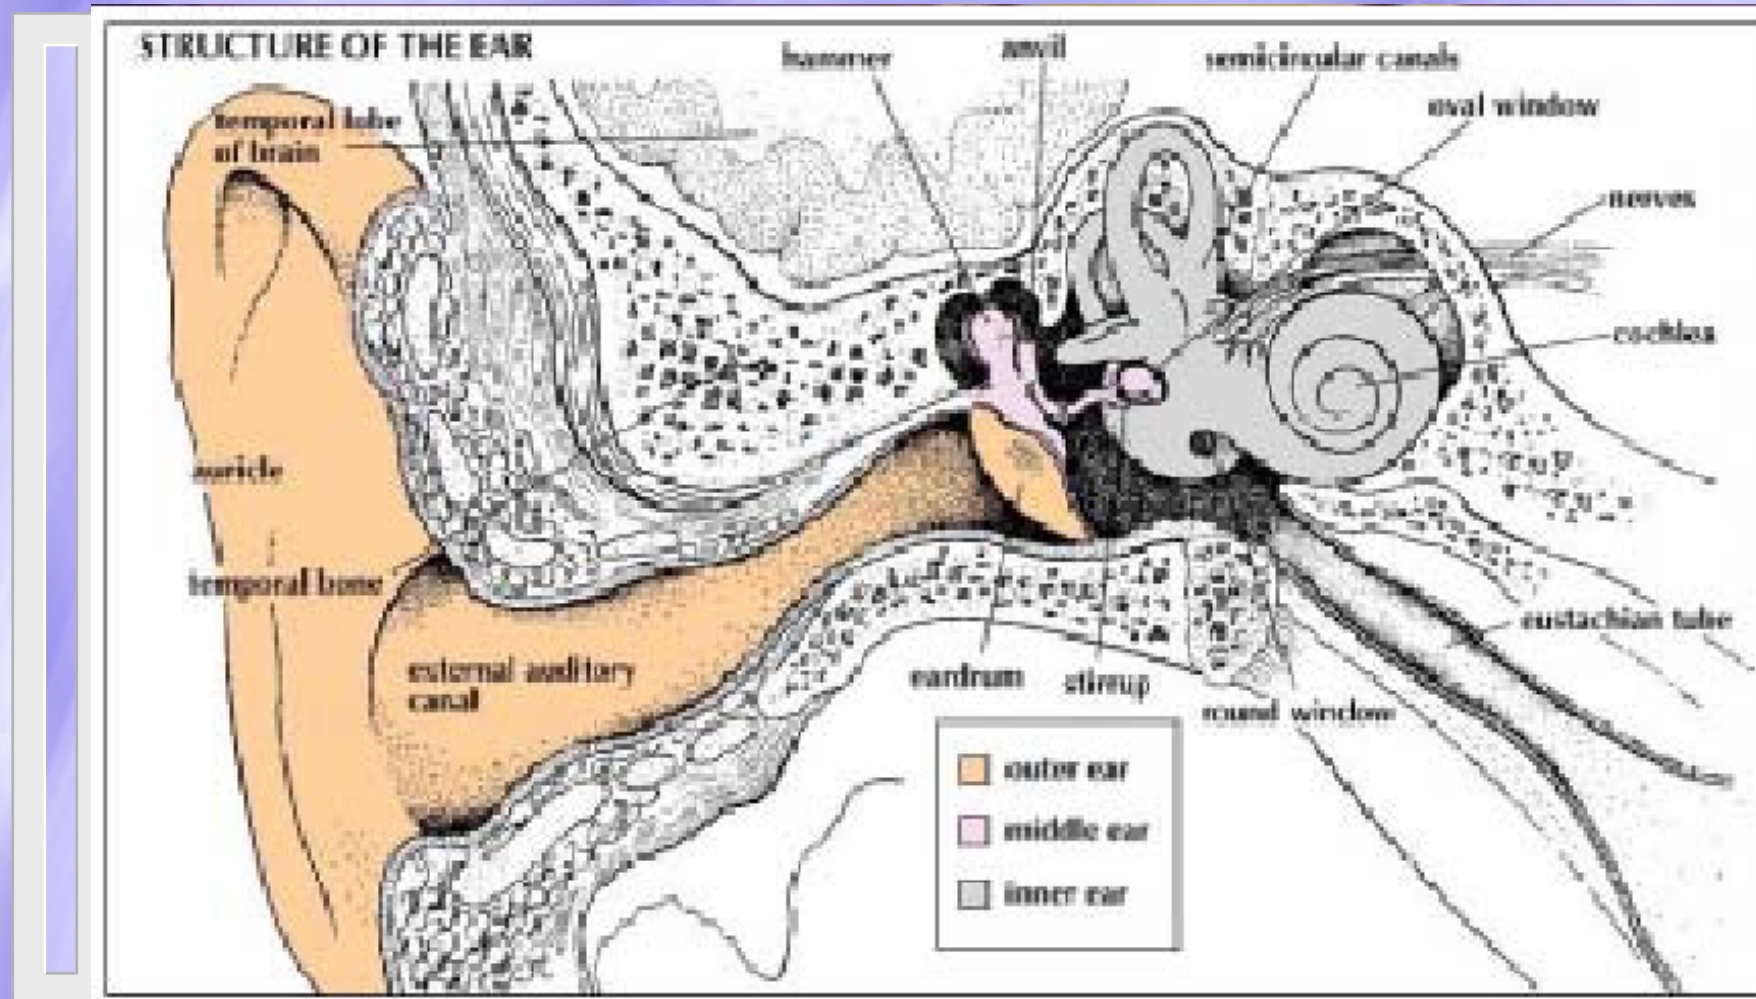 STRUCTURE OF THE EAR
hammer
anvil
semicircular canals
oval window
temporal lobe
of brain
nerves
cochlea
auricle
temporal bone
external auditory
canal
eardrum
stirrup
round window
eustachian tube
outer ear
middle ear
inner ear